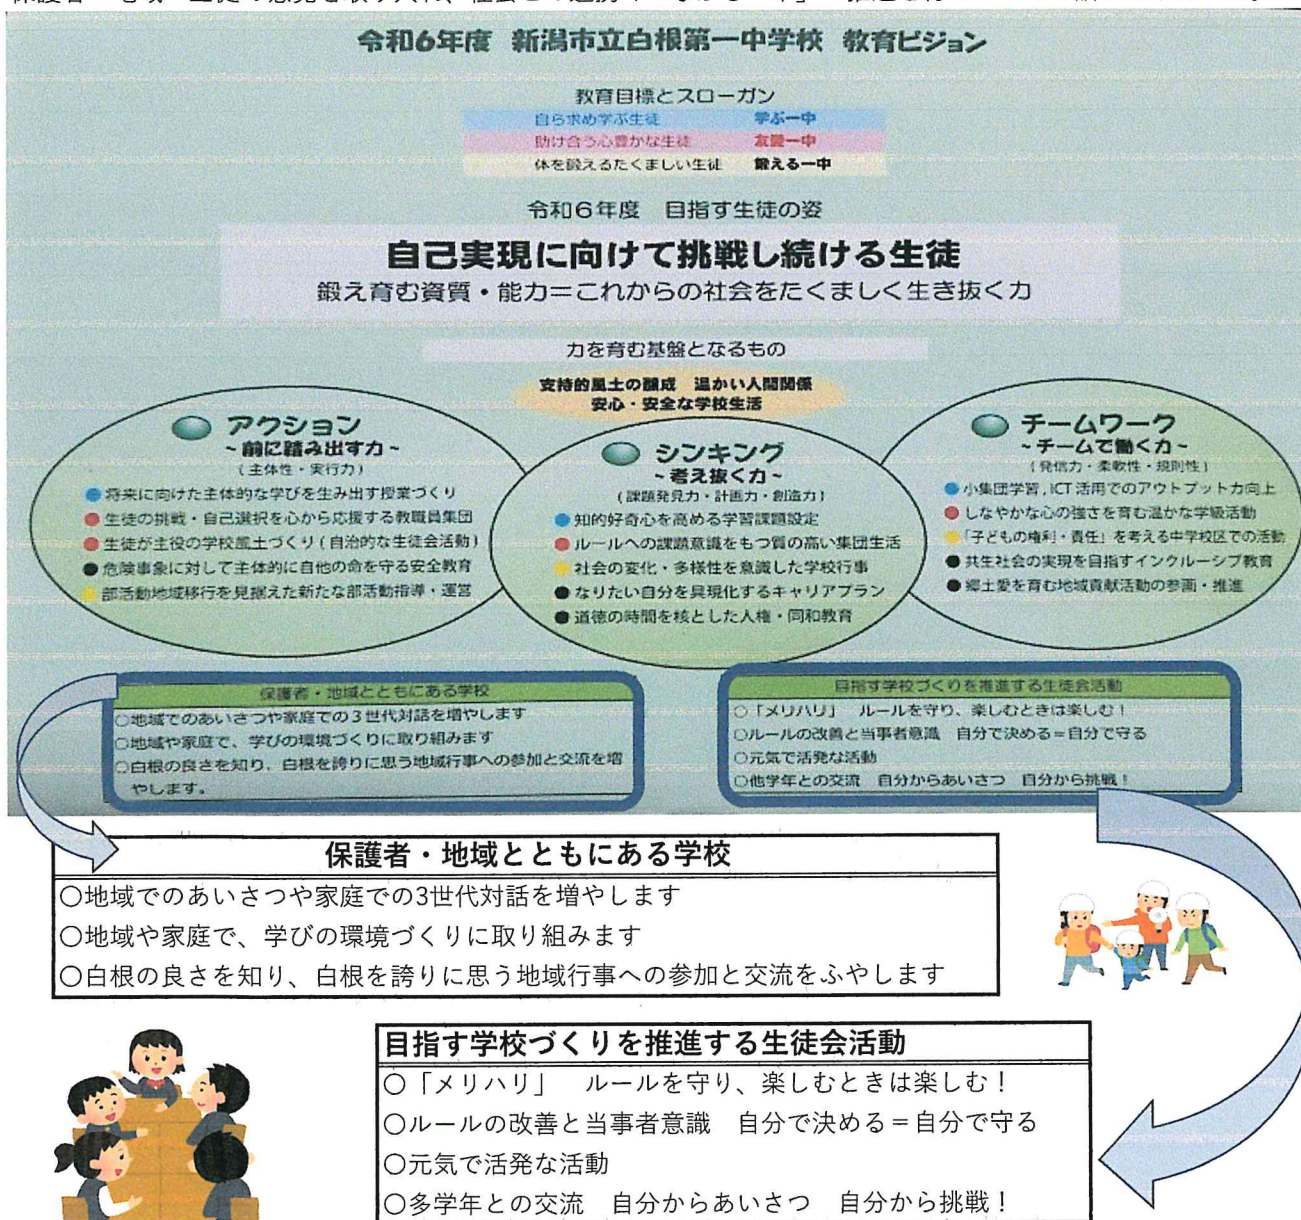 令和6年度 新潟市立白根第一中学校 教育ビジョン
教育目標とスローガン
自ら求め学ぶ生徒 学ぶ一中
助け合う心豊かな生徒 友愛一中
体を鍛えるたくましい生徒 鍛える一中
令和6年度 目指す生徒の姿
自己実現に向けて挑戦し続ける生徒
鍛え育む資質・能力=これからの社会をたくましく生き抜く力
力を育む基盤となるもの
支持的風土の醸成 温かい人間関係
安心・安全な学校生活
アクション
~前に踏み出す力~
(主体性・実行力)
●将来に向けた主体的な学びを生み出す授業づくり
●生徒の挑戦・自己選択を心から応援する教職員集団
●生徒が主役の学校風土づくり(自治的な生徒会活動)
●危険事象に対して主体的に自他の命を守る安全教育
●部活動地域移行を見据えた新たな部活動指導・運営
シンキング
~考え抜く力~
(課題発見力・計画力・創造力)
●知的好奇心を高める学習課題設定
●ルールへの課題意識をもつ質の高い集団生活
●社会の変化・多様性を意識した学校行事
●なりたい自分を具現化するキャリアプラン
●道徳の時間を核とした人権・同和教育
チームワーク
~チームで働く力~
(発信力・柔軟性・規則性)
●小集団学習,ICT活用でのアウトプット力向上
●しなやかな心の強さを育む温かな学級活動
●「子どもの権利・責任」を考える中学校区での活動
●共生社会の実現を目指すインクルーシブ教育
●郷土愛を育む地域貢献活動の参画・推進
保護者・地域とともにある学校
○地域でのあいさつや家庭での3世代対話を増やします
○地域や家庭で、学びの環境づくりに取り組みます
○白根の良さを知り、白根を誇りに思う地域行事への参加と交流を増
やします。
目指す学校づくりを推進する生徒会活動
○「メリハリ」 ルールを守り、楽しむときは楽しむ!
○ルールの改善と当事者意識 自分で決める=自分で守る
○元気で活発な活動
○他学年との交流 自分からあいさつ 自分から挑戦!
保護者・地域とともにある学校
○地域でのあいさつや家庭での3世代対話を増やします
○地域や家庭で、学びの環境づくりに取り組みます
○白根の良さを知り、白根を誇りに思う地域行事への参加と交流をふやします
目指す学校づくりを推進する生徒会活動
○「メリハリ」 ルールを守り、楽しむときは楽しむ!
○ルールの改善と当事者意識 自分で決める=自分で守る
○元気で活発な活動
○多学年との交流 自分からあいさつ 自分から挑戦!